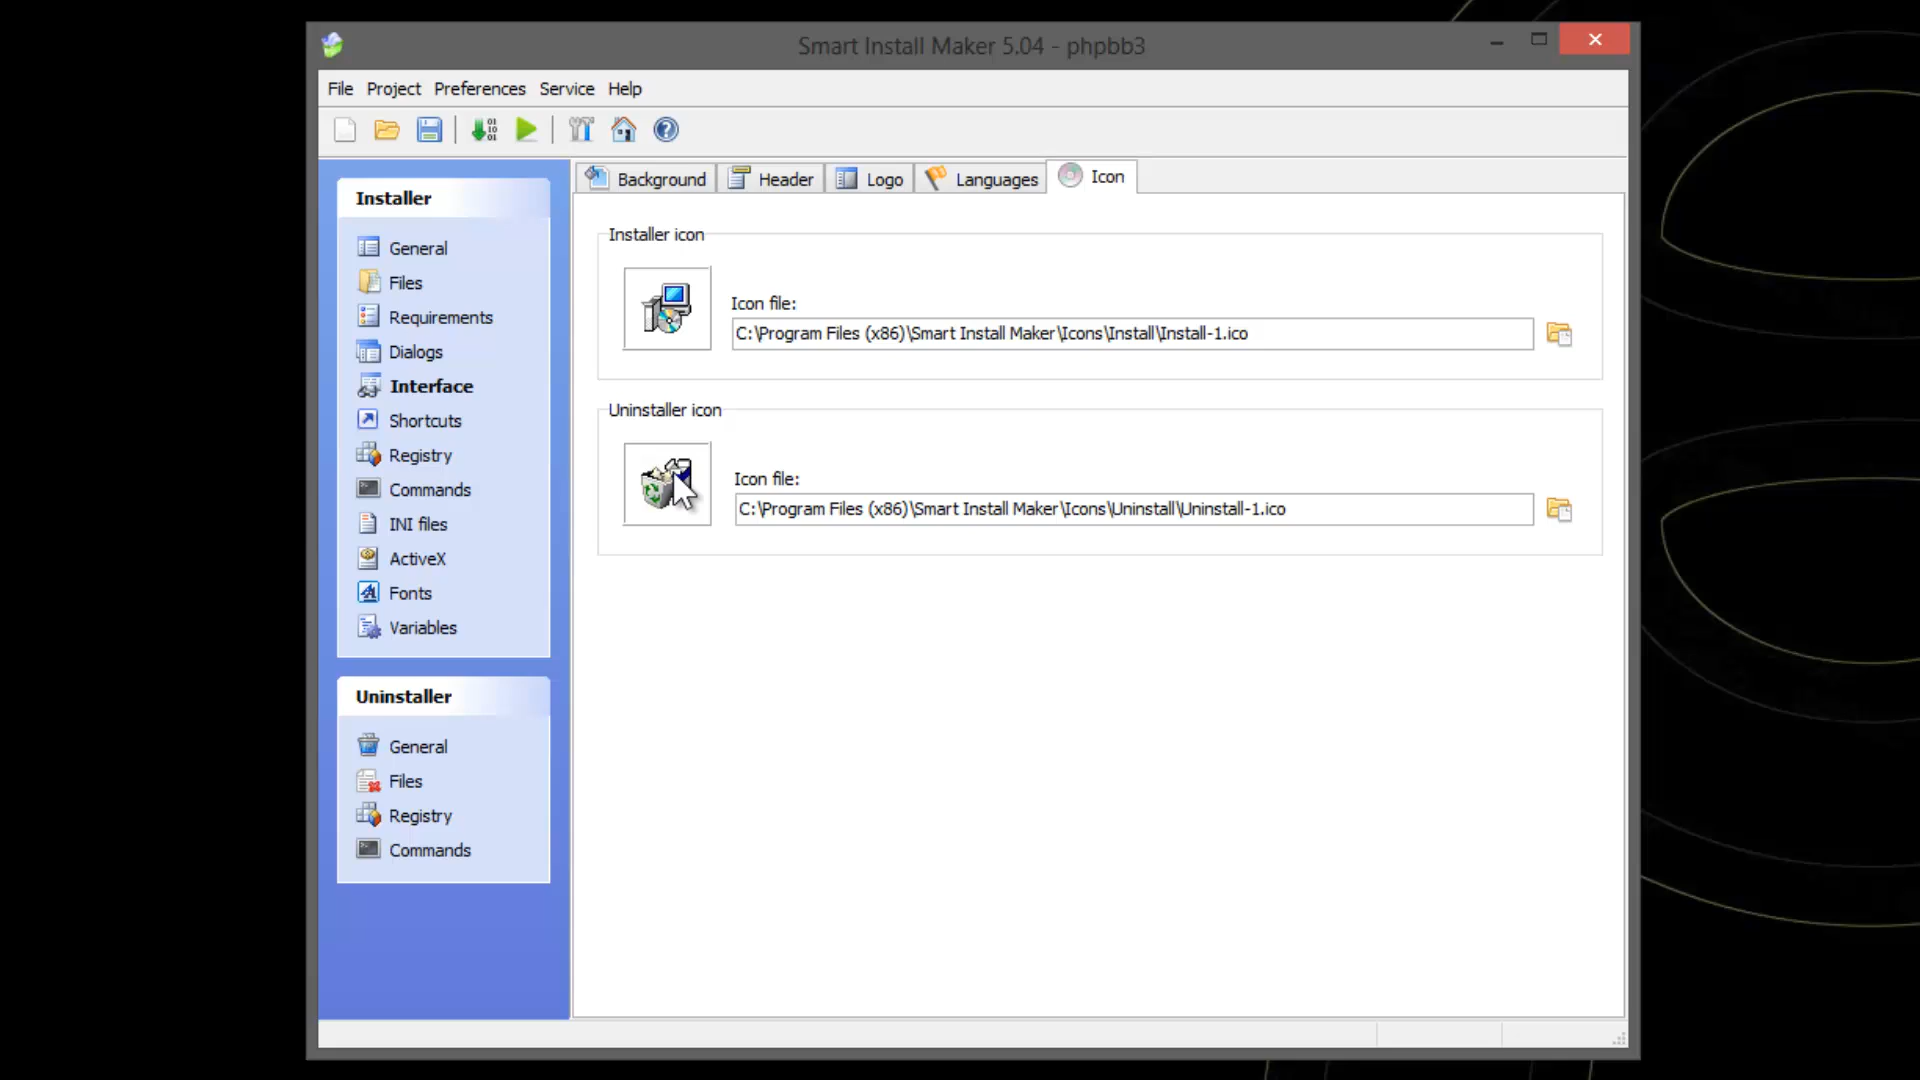 Smart Install Maker 5.04 - phpbb3
File Project Preferences Service Help
Background Header Logo Languages Icon
Installer
General
Files
Requirements
Dialogs
Interface
Shortcuts
Registry
Commands
INI files
ActiveX
Fonts
Variables
Uninstaller
General
Files
Registry
Commands
Installer icon
Icon file:
C:\Program Files (x86)\Smart Install Maker\Icons\Install\Install-1.ico
Uninstaller icon
Icon file:
C:\Program Files (x86)\Smart Install Maker\Icons\Uninstall\Uninstall-1.ico